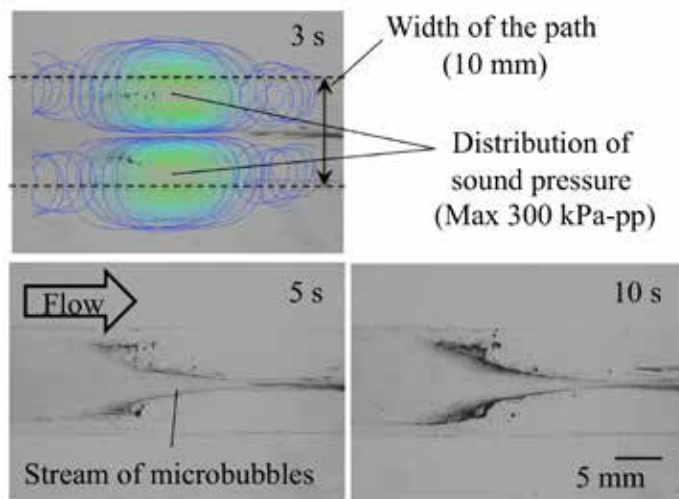 3 s
Width of the path
(10 mm)
Distribution of
sound pressure
(Max 300 kPa-pp)
Flow
5 s
10 s
Stream of microbubbles
5 mm